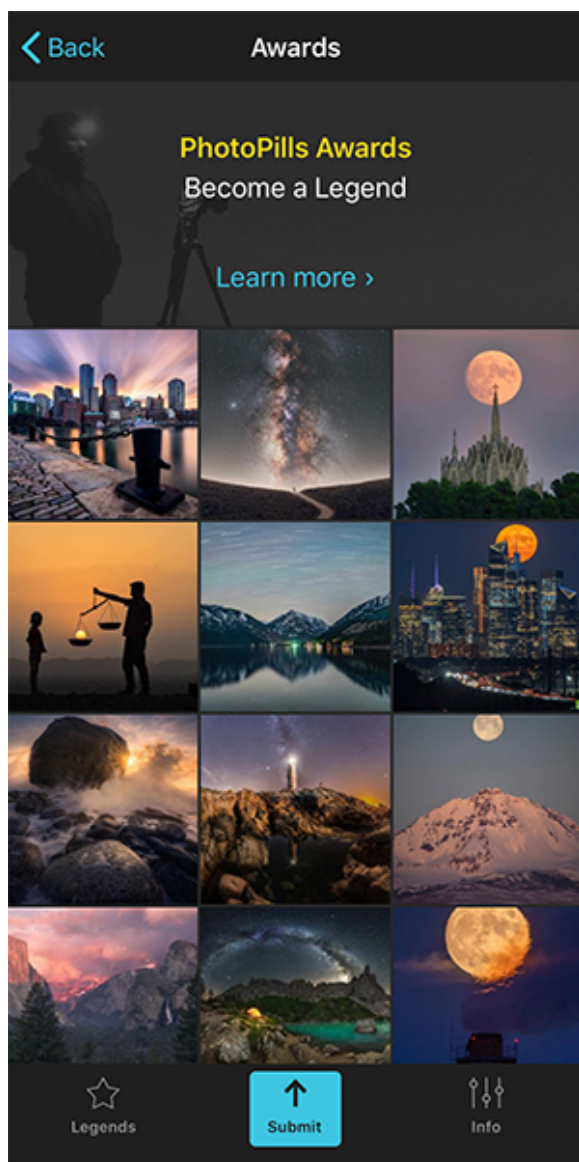 Back
Awards
PhotoPills Awards
Become a Legend
Learn more ›
Legends
Submit
Info